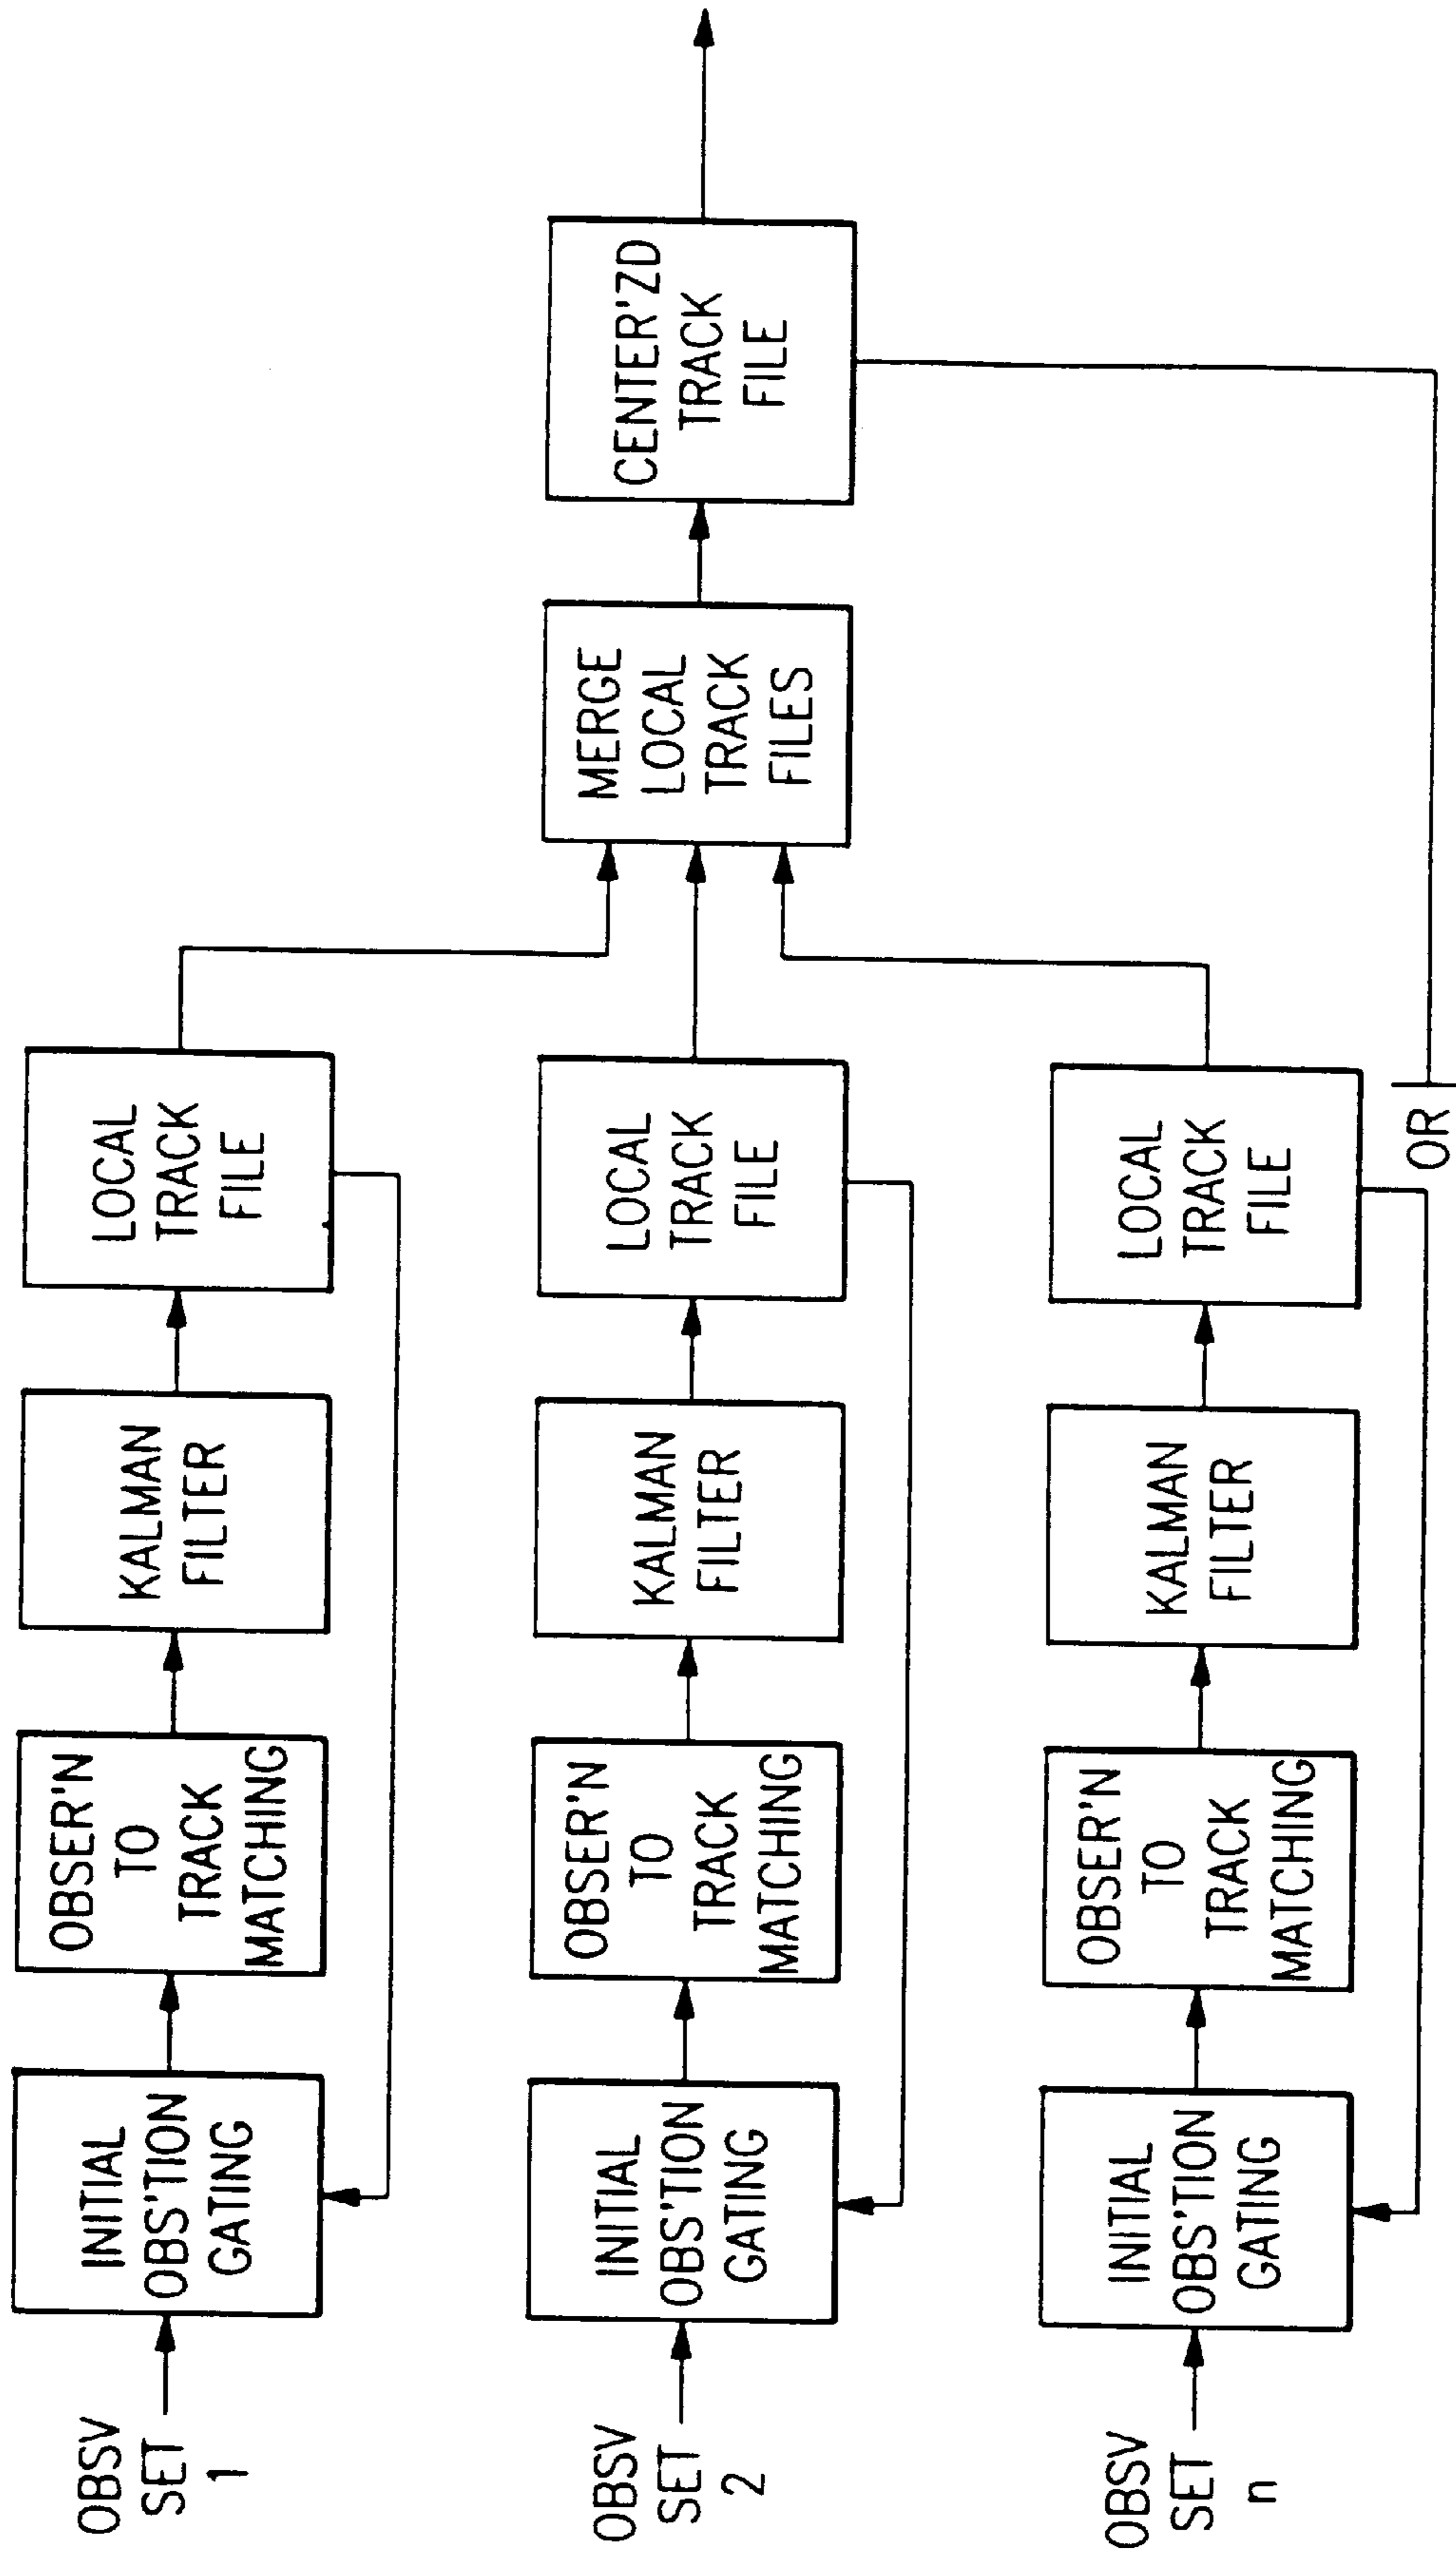 OBSV
SET
1
INITIAL
OBS'TION
GATING
OBSER'N
TO
TRACK
MATCHING
KALMAN
FILTER
LOCAL
TRACK
FILE
OBSV
SET
2
INITIAL
OBS'TION
GATING
OBSER'N
TO
TRACK
MATCHING
KALMAN
FILTER
LOCAL
TRACK
FILE
MERGE
LOCAL
TRACK
FILES
CENTER'ZD
TRACK
FILE
OBSV
SET
n
INITIAL
OBS'TION
GATING
OBSER'N
TO
TRACK
MATCHING
KALMAN
FILTER
LOCAL
TRACK
FILE
OR